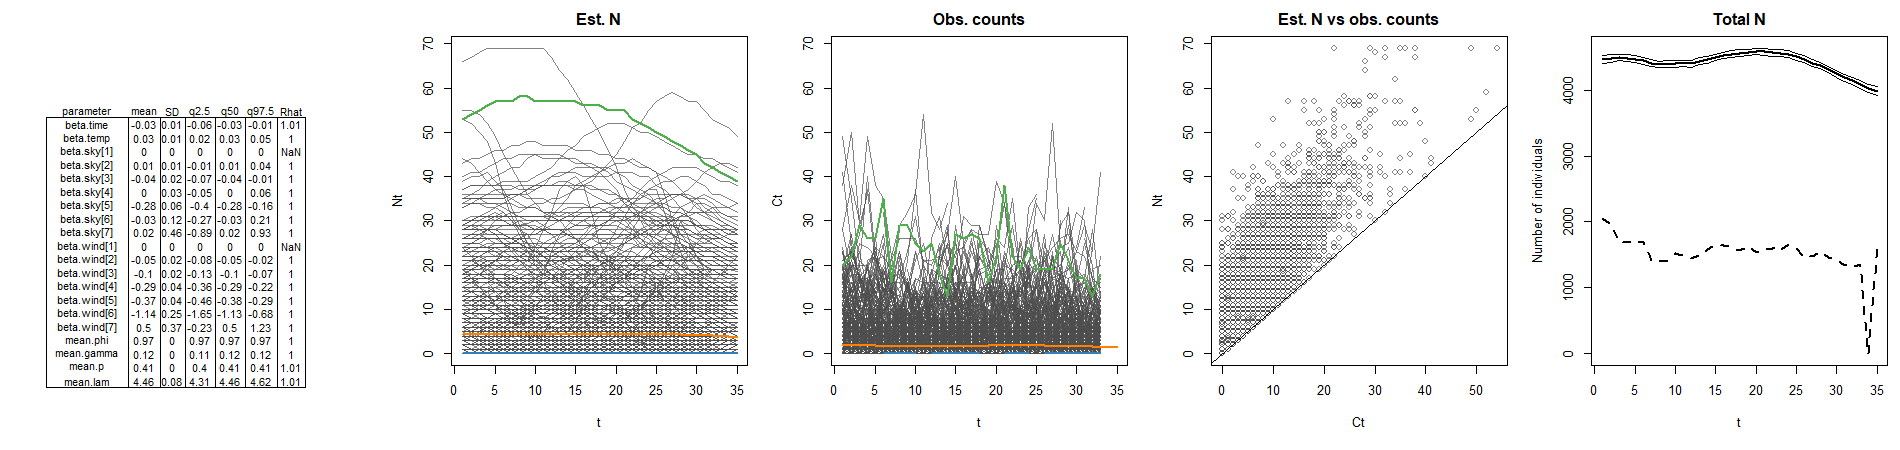 parameter mean SD q2.5 q50 q97.5 Rhat
beta.time -0.03 0.01 -0.06 -0.03 -0.01 1.01
beta.temp 0.03 0.01 0.02 0.03 0.05 1
beta.sky[1] 0 0 0 0 0 NaN
beta.sky[2] 0.01 0.01 -0.01 0.01 0.04 1
beta.sky[3] -0.04 0.02 -0.07 -0.04 -0.01 1
beta.sky[4] 0 0.03 -0.05 0 0.06 1
beta.sky[5] -0.28 0.06 -0.4 -0.28 -0.16 1
beta.sky[6] -0.03 0.12 -0.27 -0.03 0.21 1
beta.sky[7] 0.02 0.46 -0.89 0.02 0.93 1
beta.wind[1] 0 0 0 0 0 NaN
beta.wind[2] -0.05 0.02 -0.08 -0.05 -0.02 1
beta.wind[3] -0.1 0.02 -0.13 -0.1 -0.07 1
beta.wind[4] -0.29 0.04 -0.36 -0.29 -0.22 1
beta.wind[5] -0.37 0.04 -0.46 -0.38 -0.29 1
beta.wind[6] -1.14 0.25 -1.65 -1.13 -0.68 1
beta.wind[7] 0.5 0.37 -0.23 0.5 1.23 1
mean.phi 0.97 0 0.97 0.97 0.97 1
mean.gamma 0.12 0 0.11 0.12 0.12 1
mean.p 0.41 0 0.4 0.41 0.41 1.01
mean.lam 4.46 0.08 4.31 4.46 4.62 1.01
Est. N
Nt
70
60
50
40
30
20
10
0
0 5 10 15 20 25 30 35
t
Obs. counts
Ct
70
60
50
40
30
20
10
0
0 5 10 15 20 25 30 35
t
Est. N vs obs. counts
Nt
70
60
50
40
30
20
10
0
0 10 20 30 40 50
Ct
Total N
Number of individuals
4000
3000
2000
1000
0
0 5 10 15 20 25 30 35
t